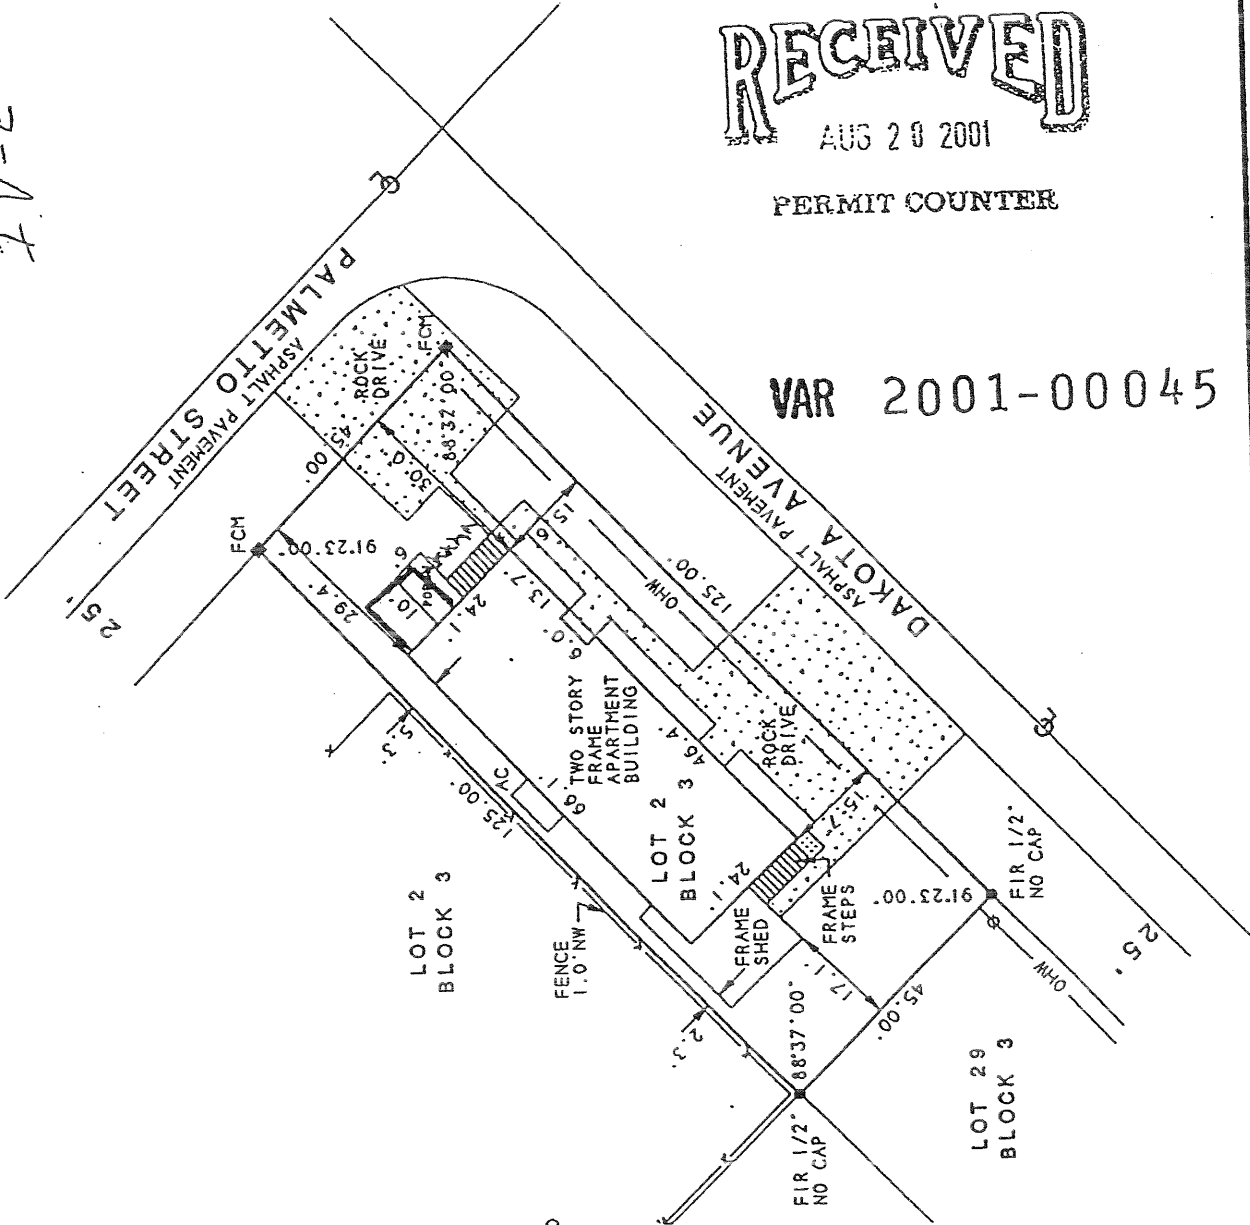 RECEIVED
AUG 20 2001
PERMIT COUNTER
VAR 2001-00045
PALMETTO STREET
ASPHALT PAVEMENT
25'
DAKOTA AVENUE
ASPHALT PAVEMENT
25'
ROCK
DRIVE
FCM
FCM
45.00'
88°32'00"
30.0'
91°23'00"
29.4'
10.'
6.'
24.1'
13.7'
9.0'
15.
OHW
125.00'
5.3'
125.00'
AC
TWO STORY
FRAME
APARTMENT
BUILDING
66.1'
46.4'
LOT 2
BLOCK 3
ROCK
DRIVE
15.7'
24.1'
FRAME
SHED
FRAME
STEPS
LOT 2
BLOCK 3
FENCE
1.0'NW
2.3'
17.1'
91°23'00"
FIR 1/2"
NO CAP
45.00'
88°37'00"
FIR 1/2"
NO CAP
OHW
LOT 29
BLOCK 3